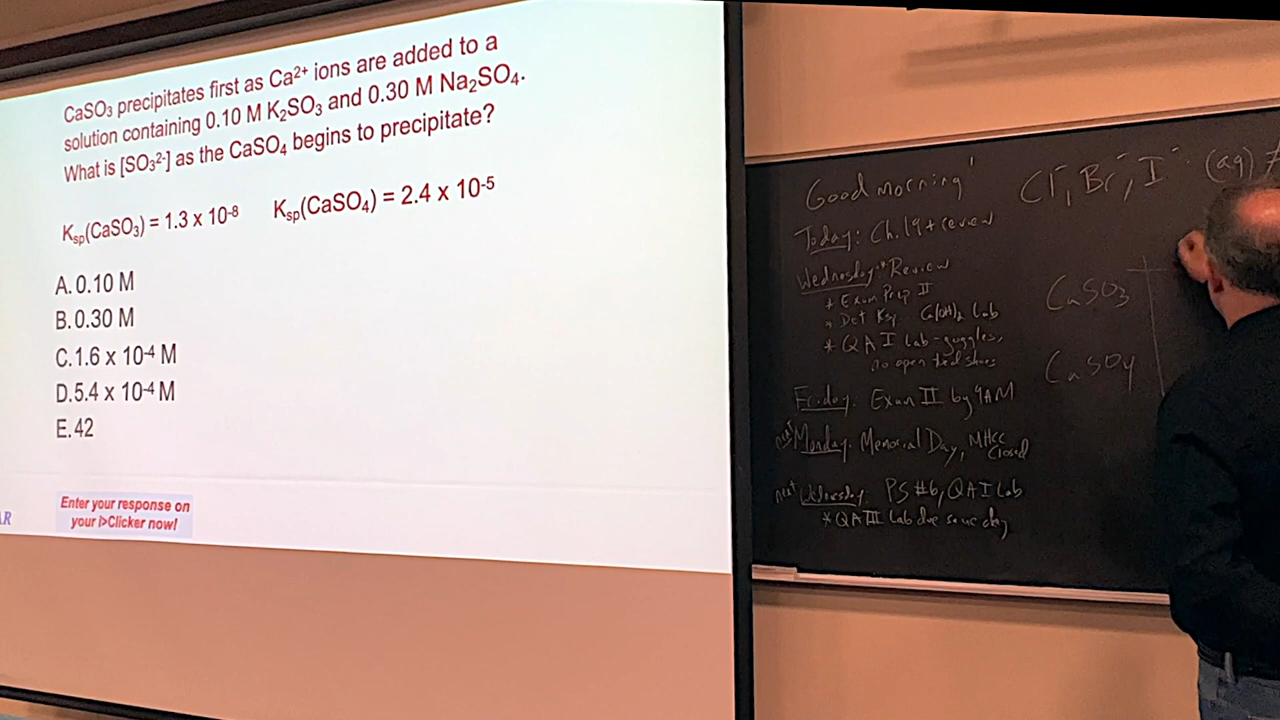 CaSO₃ precipitates first as Ca²⁺ ions are added to a
solution containing 0.10 M K₂SO₃ and 0.30 M Na₂SO₄.
What is [SO₃²⁻] as the CaSO₄ begins to precipitate?
Kₛₚ(CaSO₃) = 1.3 x 10⁻⁸ Kₛₚ(CaSO₄) = 2.4 x 10⁻⁵
A. 0.10 M
B. 0.30 M
C. 1.6 x 10⁻⁴ M
D. 5.4 x 10⁻⁴ M
E. 42
Enter your response on
your i>Clicker now!
AR
Good morning!
Today: Ch. 19 + review
Wednesday: * Review
* Exam Prep II
* Det Ksp Ca(OH)₂ Lab
* QA I Lab - goggles,
no open toed shoes
Friday: Exam II by 9AM
next Monday: Memorial Day, MHCC
Closed
next Wednesday: PS #6, QA I Lab
* QA III Lab due same day
Cl⁻, Br⁻, I⁻ (aq)
CaSO₃
CaSO₄